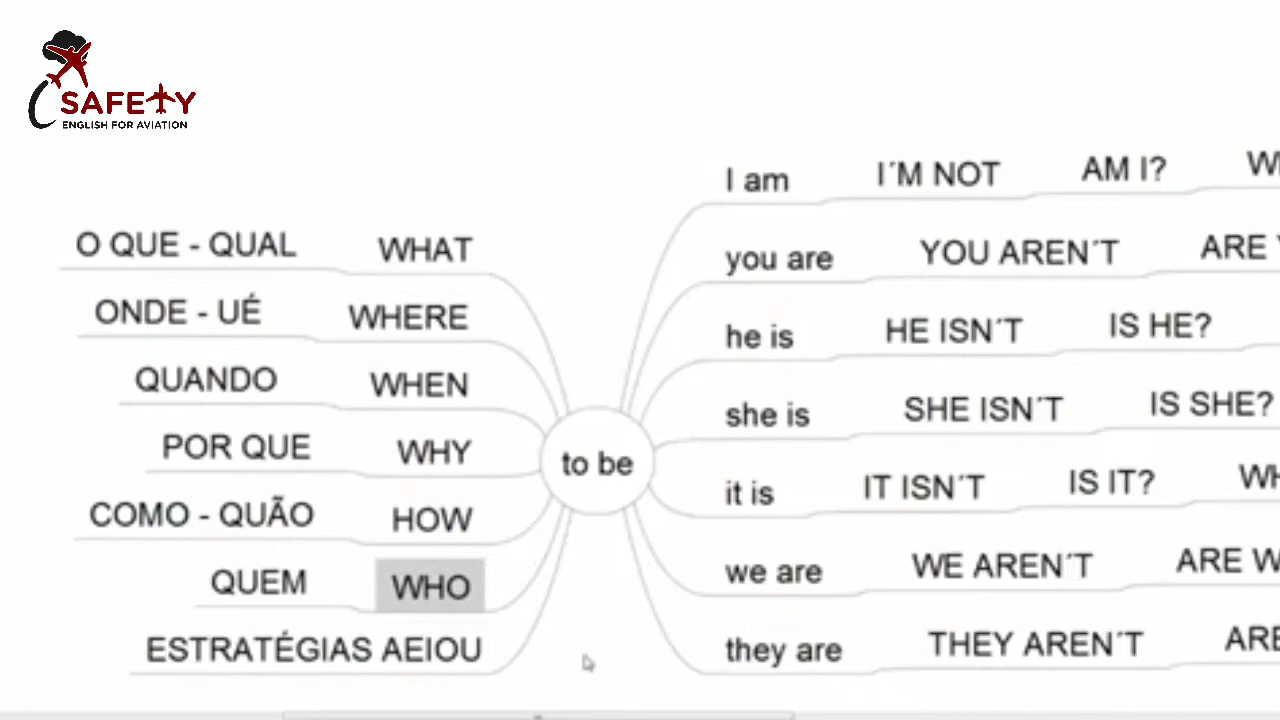 SAFETY
ENGLISH FOR AVIATION
O QUE - QUAL WHAT
ONDE - UÉ WHERE
QUANDO WHEN
POR QUE WHY
COMO - QUÃO HOW
QUEM WHO
ESTRATÉGIAS AEIOU
to be
I am I´M NOT AM I?
you are YOU AREN´T ARE
he is HE ISN´T IS HE?
she is SHE ISN´T IS SHE?
it is IT ISN´T IS IT?
we are WE AREN´T ARE
they are THEY AREN´T ARE